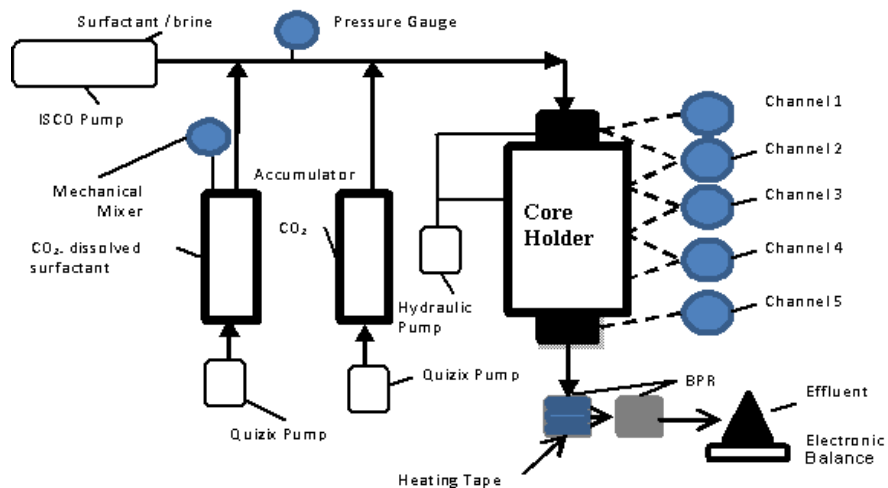 Surfactant / brine
Pressure Gauge
ISCO Pump
Channel 1
Channel 2
Mechanical
Mixer
Accumulator
Channel 3
CO₂- dissolved
surfactant
CO₂
Core
Holder
Channel 4
Hydraulic
Pump
Channel 5
Quizix Pump
BPR
Effluent
Quizix Pump
Electronic
Balance
Heating Tape